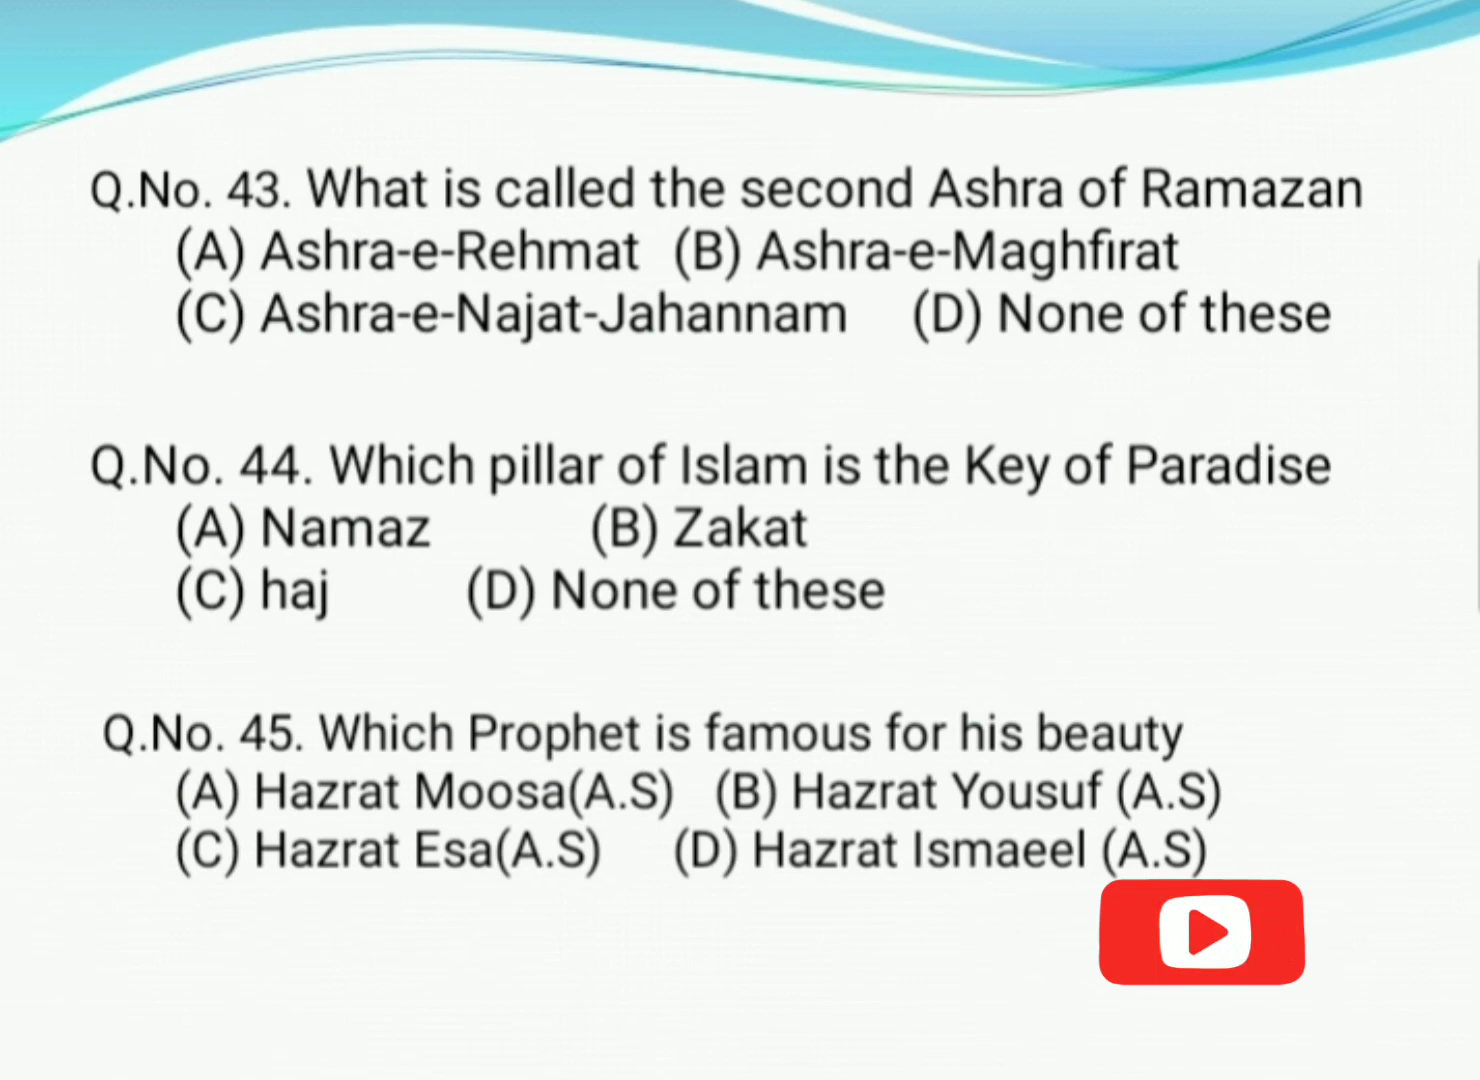 Q.No. 43. What is called the second Ashra of Ramazan
(A) Ashra-e-Rehmat (B) Ashra-e-Maghfirat
(C) Ashra-e-Najat-Jahannam (D) None of these
Q.No. 44. Which pillar of Islam is the Key of Paradise
(A) Namaz (B) Zakat
(C) haj (D) None of these
Q.No. 45. Which Prophet is famous for his beauty
(A) Hazrat Moosa(A.S) (B) Hazrat Yousuf (A.S)
(C) Hazrat Esa(A.S) (D) Hazrat Ismaeel (A.S)